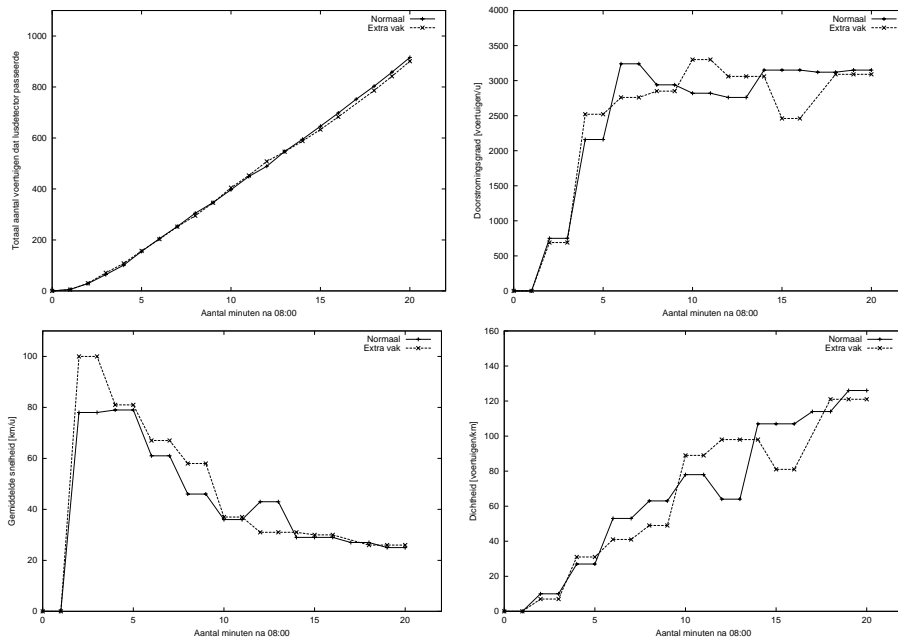 Normaal
Extra vak
Totaal aantal voertuigen dat lusdetector passeerde
1000
800
600
400
200
0
0 5 10 15 20
Aantal minuten na 08:00
Normaal
Extra vak
Doorstromingsgraad [voertuigen/u]
4000
3500
3000
2500
2000
1500
1000
500
0
0 5 10 15 20
Aantal minuten na 08:00
Normaal
Extra vak
Gemiddelde snelheid [km/u]
100
80
60
40
20
0
0 5 10 15 20
Aantal minuten na 08:00
Normaal
Extra vak
Dichtheid [voertuigen/km]
160
140
120
100
80
60
40
20
0
0 5 10 15 20
Aantal minuten na 08:00